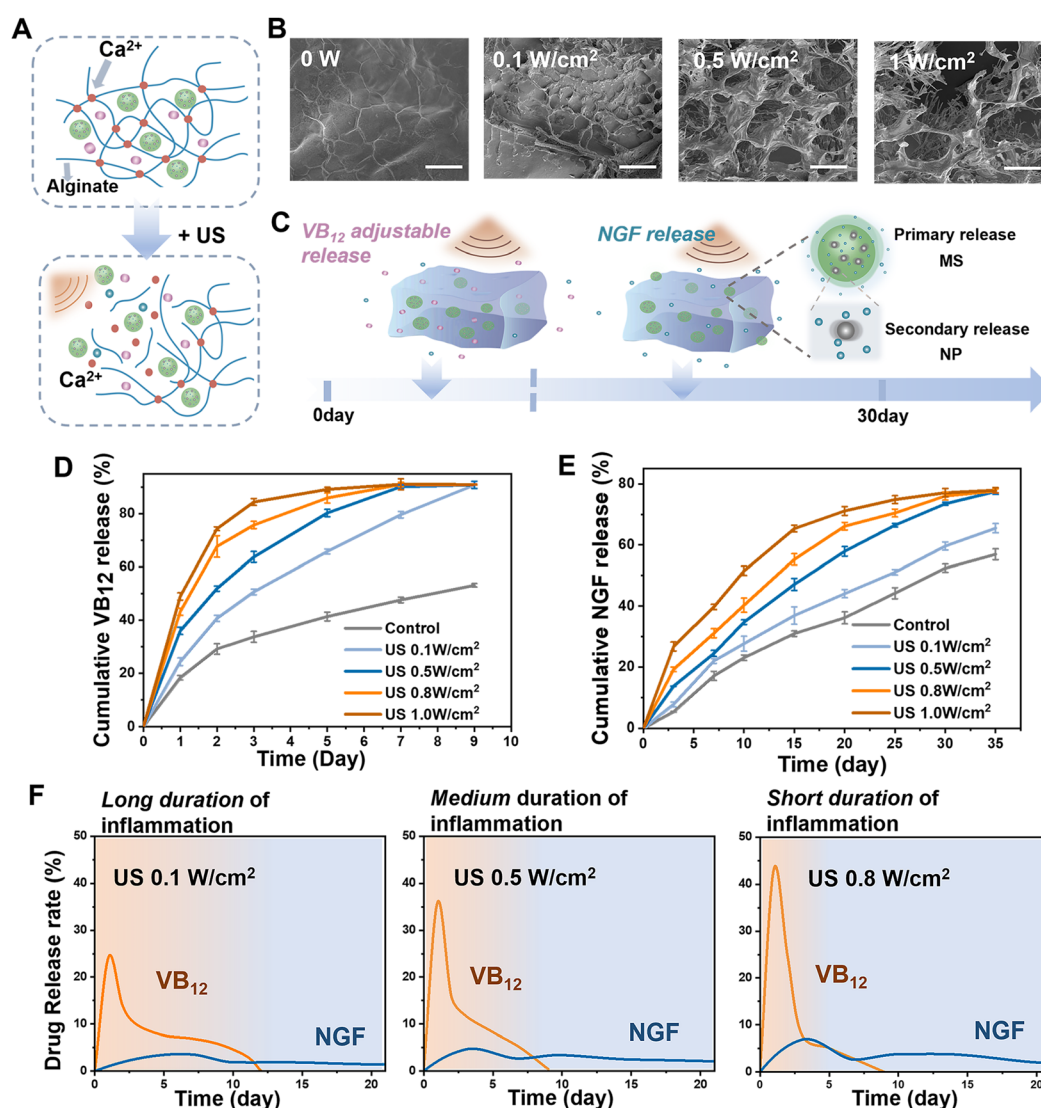 A
Ca²⁺
Alginate
+ US
Ca²⁺
B
0 W
0.1 W/cm²
0.5 W/cm²
1 W/cm²
C
VB₁₂ adjustable
release
NGF release
Primary release
MS
Secondary release
NP
0day
30day
D
Cumulative VB12 release (%)
80
60
40
20
0
0 1 2 3 4 5 6 7 8 9 10
Time (Day)
Control
US 0.1W/cm²
US 0.5W/cm²
US 0.8W/cm²
US 1.0W/cm²
E
Cumulative NGF release (%)
80
60
40
20
0
0 5 10 15 20 25 30 35
Time (day)
Control
US 0.1W/cm²
US 0.5W/cm²
US 0.8W/cm²
US 1.0W/cm²
F
Long duration of
inflammation
Drug Release rate (%)
50
40
30
20
10
0
US 0.1 W/cm²
VB₁₂
NGF
0 5 10 15 20
Time (day)
Medium duration of
inflammation
50
40
30
20
10
0
US 0.5 W/cm²
VB₁₂
NGF
0 5 10 15 20
Time (day)
Short duration of
inflammation
50
40
30
20
10
0
US 0.8 W/cm²
VB₁₂
NGF
0 5 10 15 20
Time (day)